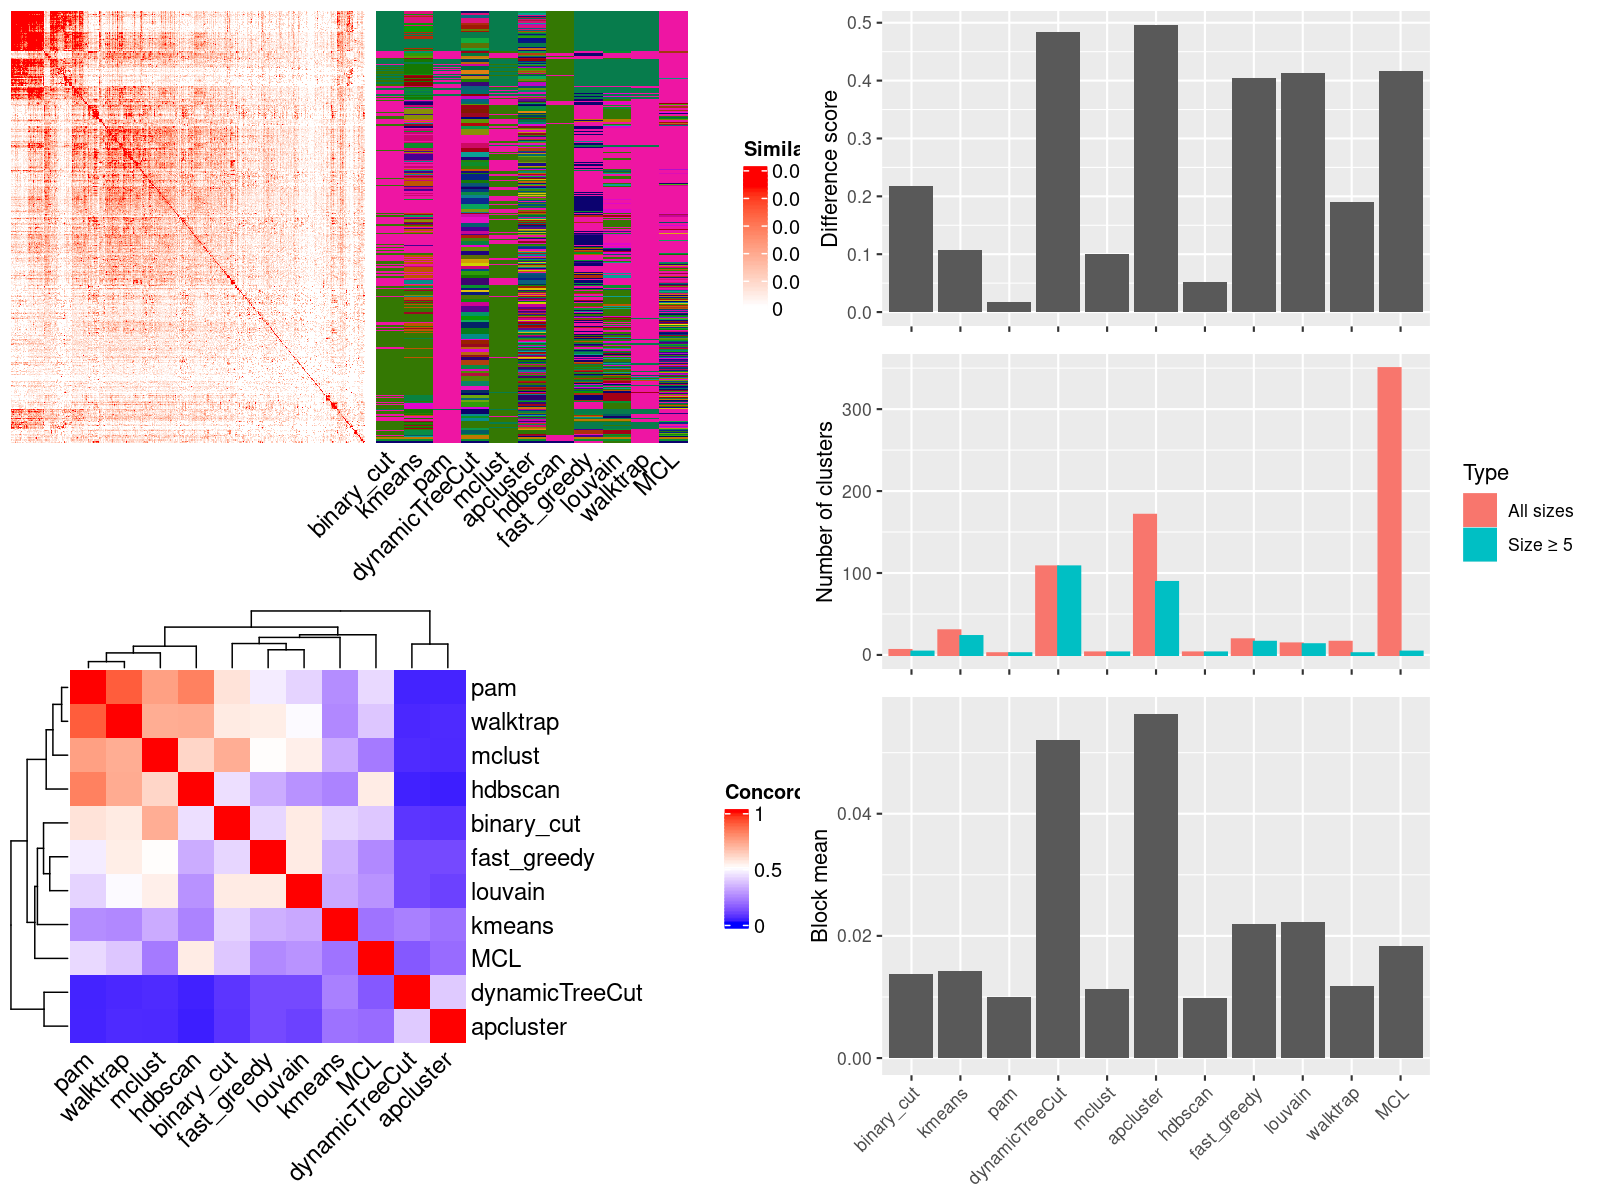 Simila
0.0
0.0
0.0
0.0
0.0
0
binary_cut
kmeans
pam
dynamicTreeCut
mclust
apcluster
hdbscan
fast_greedy
louvain
walktrap
MCL
pam
walktrap
mclust
hdbscan
binary_cut
fast_greedy
louvain
kmeans
MCL
dynamicTreeCut
apcluster
pam
walktrap
mclust
hdbscan
binary_cut
fast_greedy
louvain
kmeans
MCL
dynamicTreeCut
apcluster
Concord
1
0.5
0
Difference score
0.5
0.4
0.3
0.2
0.1
0.0
Number of clusters
300
200
100
0
Type
All sizes
Size ≥ 5
Block mean
0.04
0.02
0.00
binary_cut
kmeans
pam
dynamicTreeCut
mclust
apcluster
hdbscan
fast_greedy
louvain
walktrap
MCL